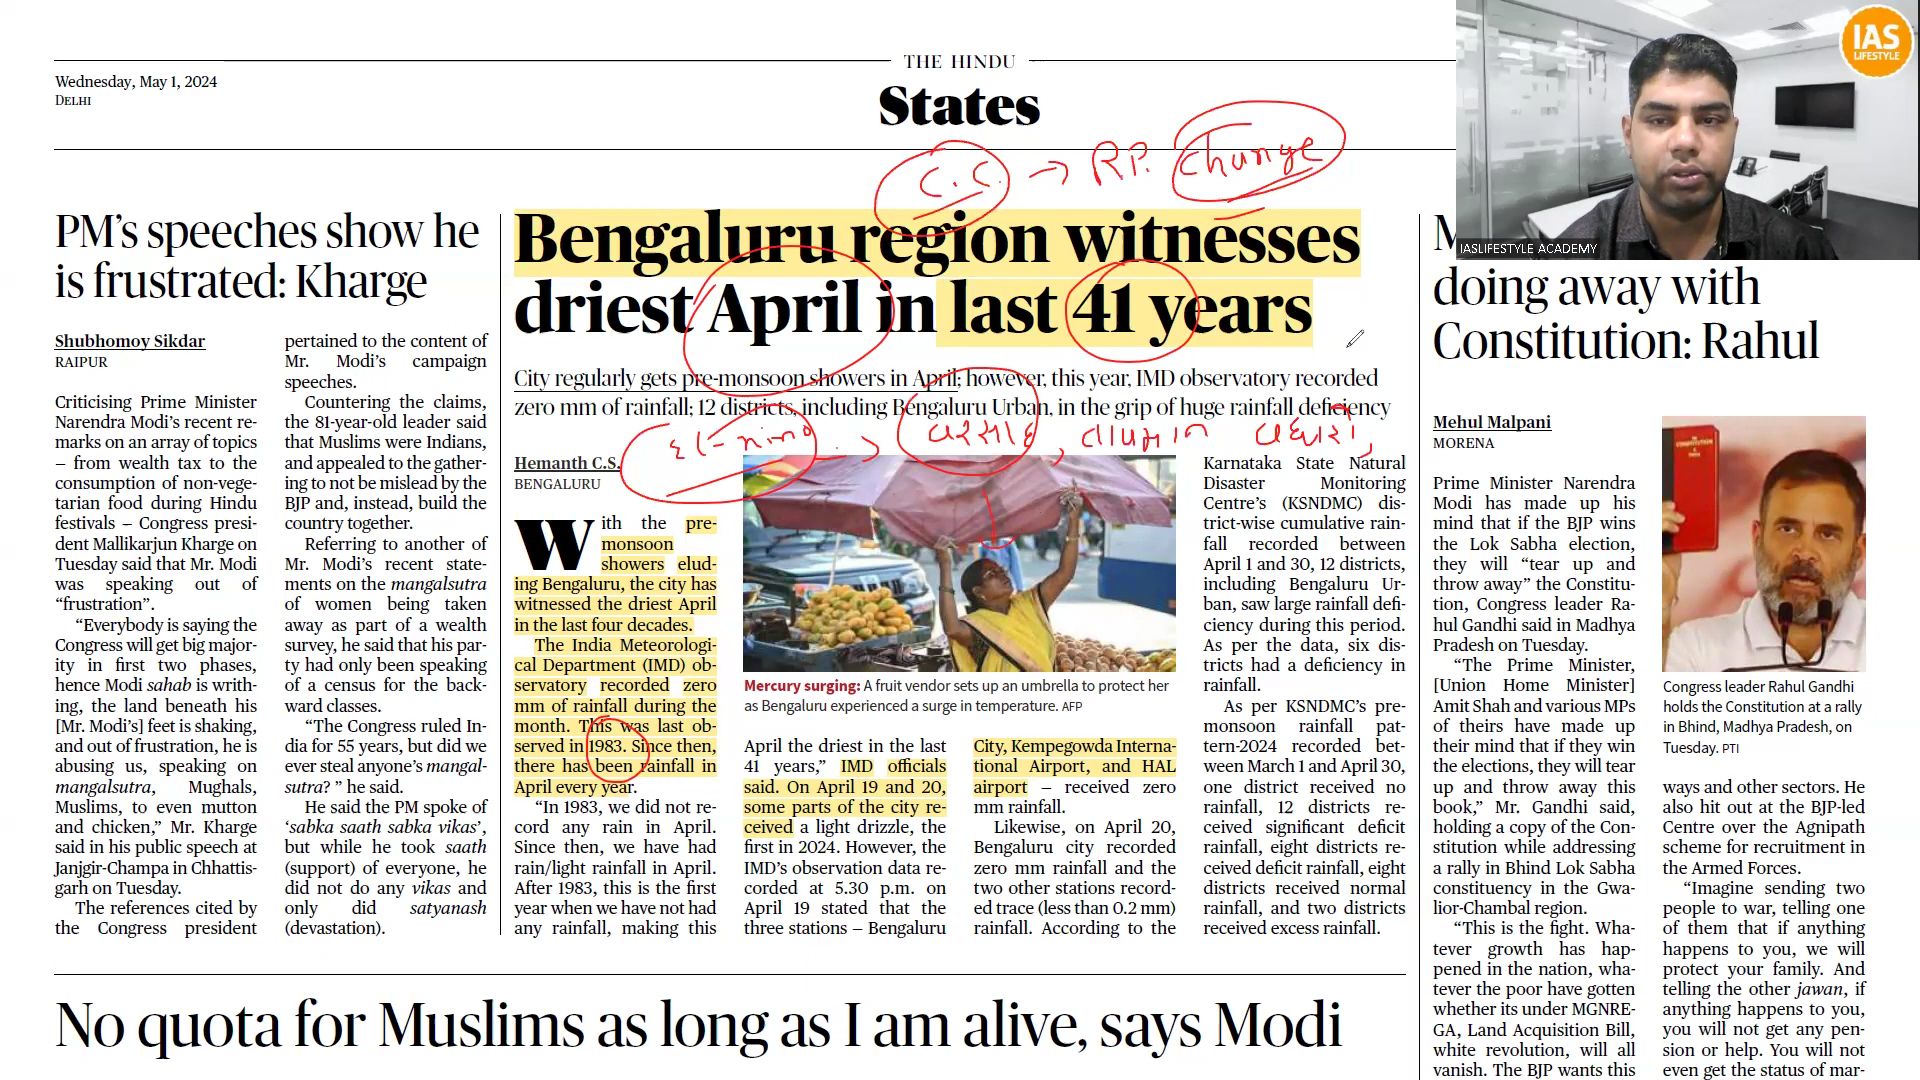 Wednesday, May 1, 2024
DELHI
THE HINDU
States
C.C. → R.P. Change
IAS
LIFESTYLE
IASLIFESTYLE ACADEMY
PM’s speeches show he
is frustrated: Kharge
Shubhomoy Sikdar
RAIPUR
Criticising Prime Minister
Narendra Modi’s recent re-
marks on an array of topics
– from wealth tax to the
consumption of non-vege-
tarian food during Hindu
festivals – Congress presi-
dent Mallikarjun Kharge on
Tuesday said that Mr. Modi
was speaking out of
“frustration”.
“Everybody is saying the
Congress will get big major-
ity in first two phases,
hence Modi sahab is writh-
ing, the land beneath his
[Mr. Modi’s] feet is shaking,
and out of frustration, he is
abusing us, speaking on
mangalsutra, Mughals,
Muslims, to even mutton
and chicken,” Mr. Kharge
said in his public speech at
Janjgir-Champa in Chhattis-
garh on Tuesday.
The references cited by
the Congress president
pertained to the content of
Mr. Modi’s campaign
speeches.
Countering the claims,
the 81-year-old leader said
that Muslims were Indians,
and appealed to the gather-
ing to not be mislead by the
BJP and, instead, build the
country together.
Referring to another of
Mr. Modi’s recent state-
ments on the mangalsutra
of women being taken
away as part of a wealth
survey, he said that his par-
ty had only been speaking
of a census for the back-
ward classes.
“The Congress ruled In-
dia for 55 years, but did we
ever steal anyone’s mangal-
sutra? ” he said.
He said the PM spoke of
‘sabka saath sabka vikas’,
but while he took saath
(support) of everyone, he
did not do any vikas and
only did satyanash
(devastation).
Bengaluru region witnesses
driest April in last 41 years
City regularly gets pre-monsoon showers in April; however, this year, IMD observatory recorded
zero mm of rainfall; 12 districts, including Bengaluru Urban, in the grip of huge rainfall deficiency
Hemanth C.S.
BENGALURU
With the pre-
monsoon
showers elud-
ing Bengaluru, the city has
witnessed the driest April
in the last four decades.
The India Meteorologi-
cal Department (IMD) ob-
servatory recorded zero
mm of rainfall during the
month. This was last ob-
served in 1983. Since then,
there has been rainfall in
April every year.
“In 1983, we did not re-
cord any rain in April.
Since then, we have had
rain/light rainfall in April.
After 1983, this is the first
year when we have not had
any rainfall, making this
Mercury surging: A fruit vendor sets up an umbrella to protect her
as Bengaluru experienced a surge in temperature. AFP
April the driest in the last
41 years,” IMD officials
said. On April 19 and 20,
some parts of the city re-
ceived a light drizzle, the
first in 2024. However, the
IMD’s observation data re-
corded at 5.30 p.m. on
April 19 stated that the
three stations – Bengaluru
City, Kempegowda Interna-
tional Airport, and HAL
airport – received zero
mm rainfall.
Likewise, on April 20,
Bengaluru city recorded
zero mm rainfall and the
two other stations record-
ed trace (less than 0.2 mm)
rainfall. According to the
Karnataka State Natural
Disaster Monitoring
Centre’s (KSNDMC) dis-
trict-wise cumulative rain-
fall recorded between
April 1 and 30, 12 districts,
including Bengaluru Ur-
ban, saw large rainfall defi-
ciency during this period.
As per the data, six dis-
tricts had a deficiency in
rainfall.
As per KSNDMC’s pre-
monsoon rainfall pat-
tern-2024 recorded bet-
ween March 1 and April 30,
one district received no
rainfall, 12 districts re-
ceived significant deficit
rainfall, eight districts re-
ceived deficit rainfall, eight
districts received normal
rainfall, and two districts
received excess rainfall.
M
doing away with
Constitution: Rahul
Mehul Malpani
MORENA
Prime Minister Narendra
Modi has made up his
mind that if the BJP wins
the Lok Sabha election,
they will “tear up and
throw away” the Constitu-
tion, Congress leader Ra-
hul Gandhi said in Madhya
Pradesh on Tuesday.
“The Prime Minister,
[Union Home Minister]
Amit Shah and various MPs
of theirs have made up
their mind that if they win
the elections, they will tear
up and throw away this
book,” Mr. Gandhi said,
holding a copy of the Con-
stitution while addressing
a rally in Bhind Lok Sabha
constituency in the Gwa-
lior-Chambal region.
“This is the fight. Wha-
tever growth has hap-
pened in the nation, wha-
tever the poor have gotten
whether its under MGNRE-
GA, Land Acquisition Bill,
white revolution, will all
vanish. The BJP wants this
Congress leader Rahul Gandhi
holds the Constitution at a rally
in Bhind, Madhya Pradesh, on
Tuesday. PTI
ways and other sectors. He
also hit out at the BJP-led
Centre over the Agnipath
scheme for recruitment in
the Armed Forces.
“Imagine sending two
people to war, telling one
of them that if anything
happens to you, we will
protect your family. And
telling the other jawan, if
anything happens to you,
you will not get any pen-
sion or help. You will not
even get the status of mar-
No quota for Muslims as long as I am alive, says Modi